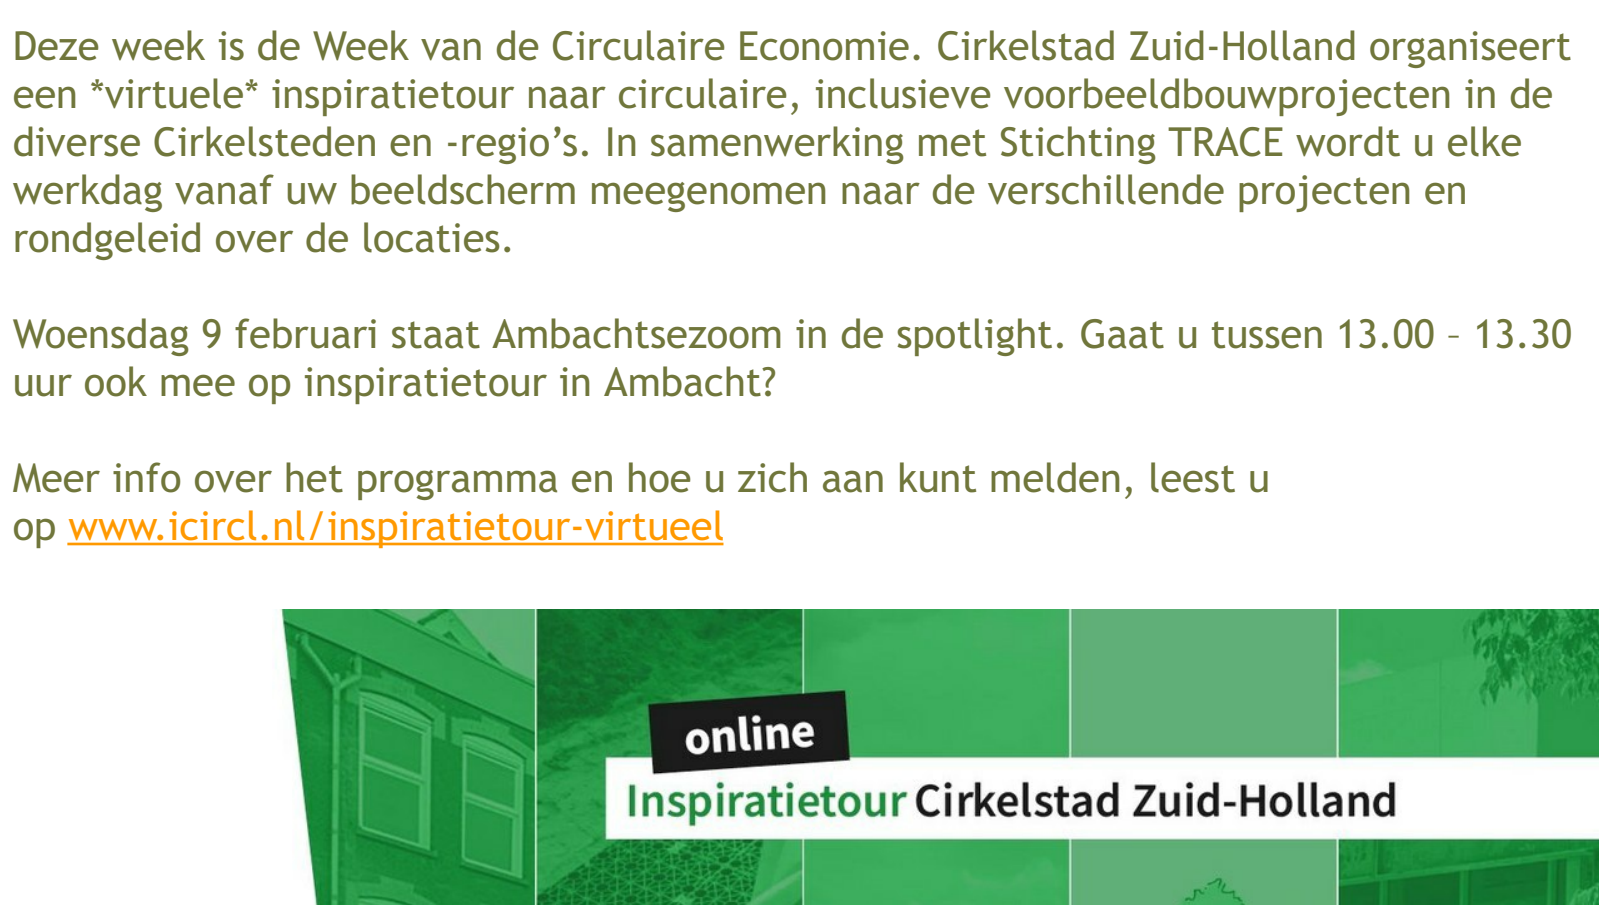 Deze week is de Week van de Circulaire Economie. Cirkelstad Zuid-Holland organiseert
een *virtuele* inspiratietour naar circulaire, inclusieve voorbeeldbouwprojecten in de
diverse Cirkelsteden en -regio’s. In samenwerking met Stichting TRACE wordt u elke
werkdag vanaf uw beeldscherm meegenomen naar de verschillende projecten en
rondgeleid over de locaties.
Woensdag 9 februari staat Ambachtsezoom in de spotlight. Gaat u tussen 13.00 – 13.30
uur ook mee op inspiratietour in Ambacht?
Meer info over het programma en hoe u zich aan kunt melden, leest u
op www.icircl.nl/inspiratietour-virtueel
online
Inspiratietour Cirkelstad Zuid-Holland